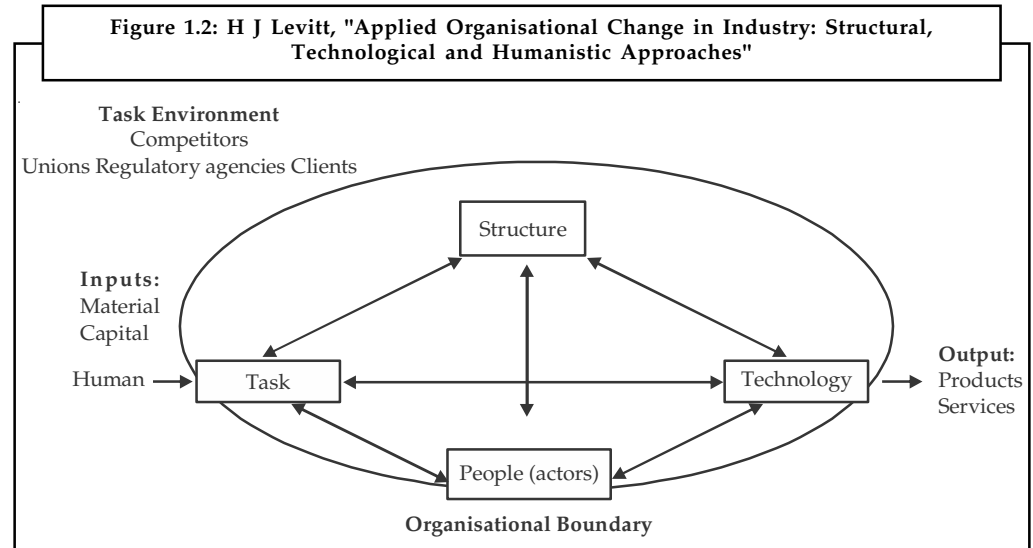 Figure 1.2: H J Levitt, "Applied Organisational Change in Industry: Structural,
Technological and Humanistic Approaches"
Task Environment
Competitors
Unions Regulatory agencies Clients
Structure
Inputs:
Material
Capital
Human
Task
Technology
Output:
Products
Services
People (actors)
Organisational Boundary